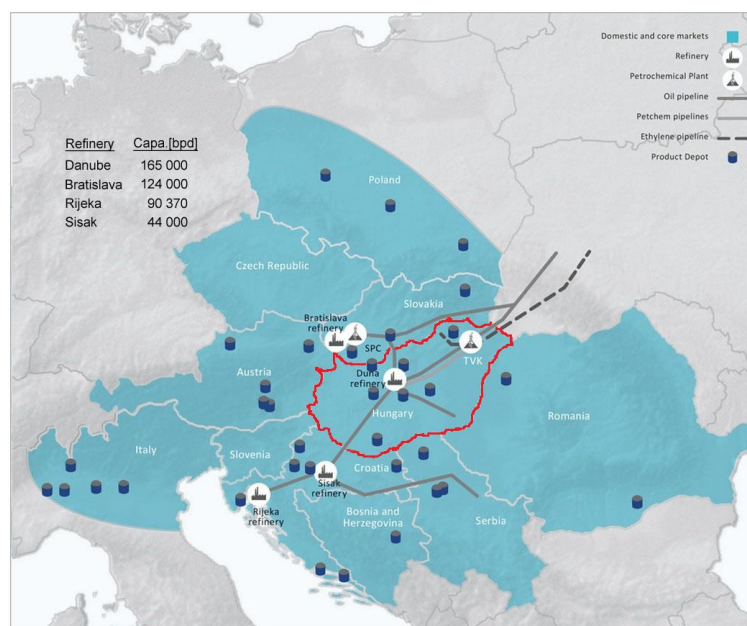 Domestic and core markets
Refinery
Petrochemical Plant
Oil pipeline
Petchem pipelines
Ethylene pipeline
Product Depot
Refinery Capa.[bpd]
Danube 165 000
Bratislava 124 000
Rijeka 90 370
Sisak 44 000
Poland
Czech Republic
Slovakia
Bratislava
refinery
SPC
TVK
Austria
Duna
refinery
Hungary
Romania
Italy
Slovenia
Croatia
Sisak
refinery
Rijeka
refinery
Bosnia and
Herzegovina
Serbia